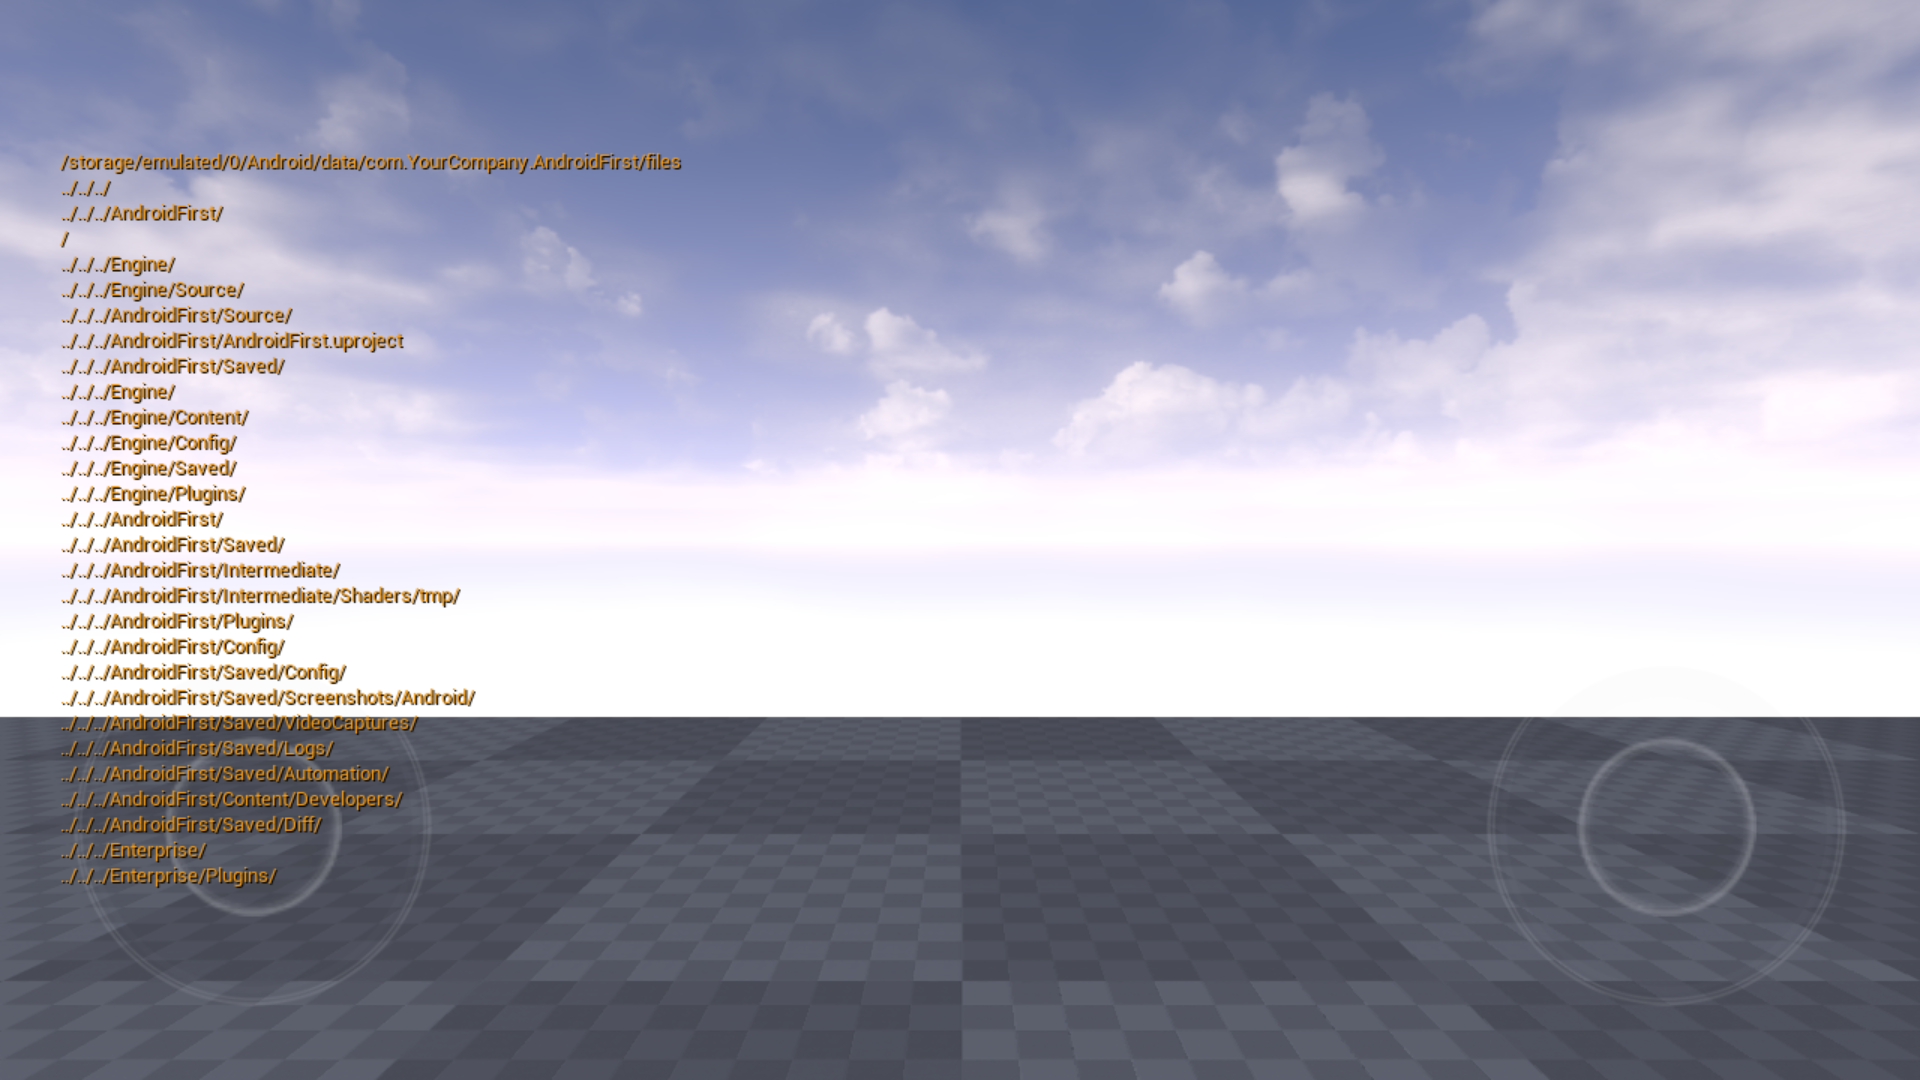 /storage/emulated/0/Android/data/com.YourCompany.AndroidFirst/files
../../../
../../../AndroidFirst/
/
../../../Engine/
../../../Engine/Source/
../../../AndroidFirst/Source/
../../../AndroidFirst/AndroidFirst.uproject
../../../AndroidFirst/Saved/
../../../Engine/
../../../Engine/Content/
../../../Engine/Config/
../../../Engine/Saved/
../../../Engine/Plugins/
../../../AndroidFirst/
../../../AndroidFirst/Saved/
../../../AndroidFirst/Intermediate/
../../../AndroidFirst/Intermediate/Shaders/tmp/
../../../AndroidFirst/Plugins/
../../../AndroidFirst/Config/
../../../AndroidFirst/Saved/Config/
../../../AndroidFirst/Saved/Screenshots/Android/
../../../AndroidFirst/Saved/VideoCaptures/
../../../AndroidFirst/Saved/Logs/
../../../AndroidFirst/Saved/Automation/
../../../AndroidFirst/Content/Developers/
../../../AndroidFirst/Saved/Diff/
../../../Enterprise/
../../../Enterprise/Plugins/